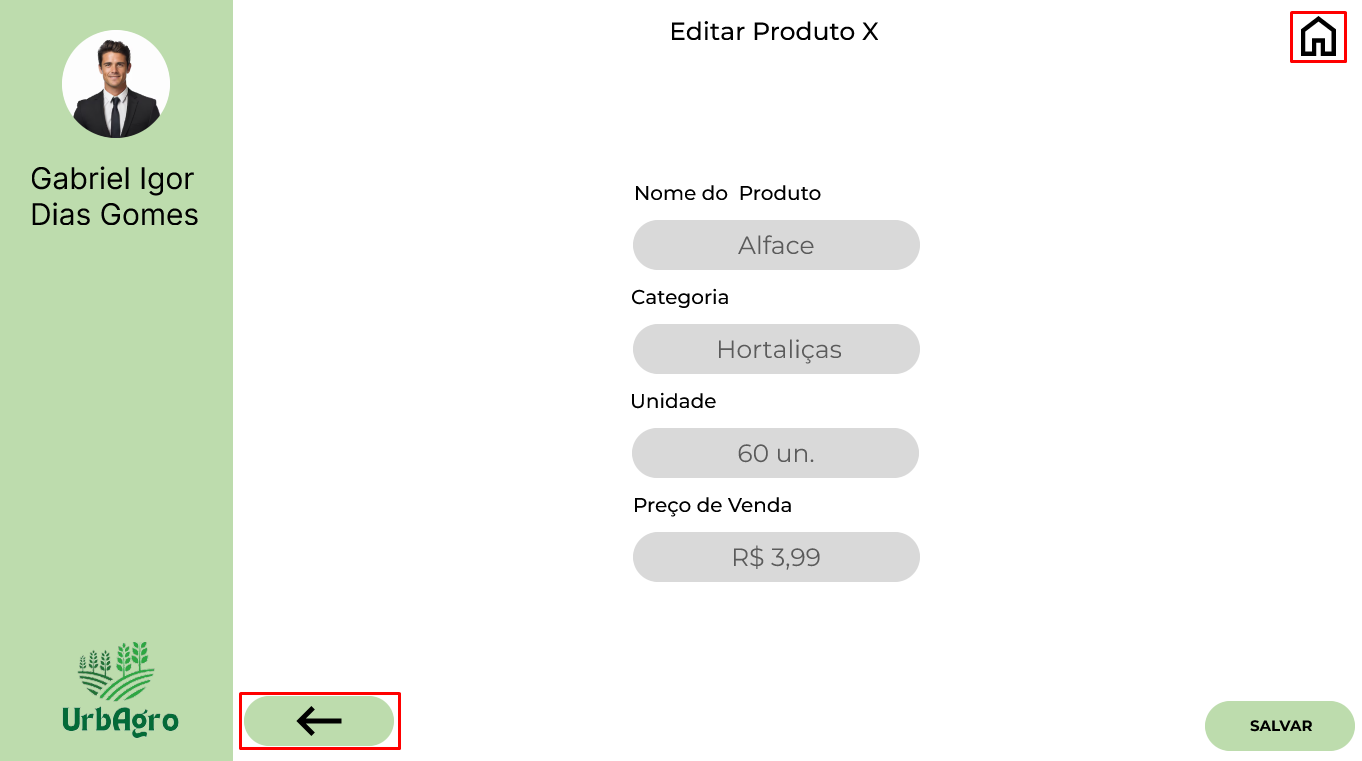 Editar Produto X
Gabriel Igor
Dias Gomes
Nome do  Produto
Alface
Categoria
Hortaliças
Unidade
60 un.
Preço de Venda
R$ 3,99
UrbAgro
SALVAR